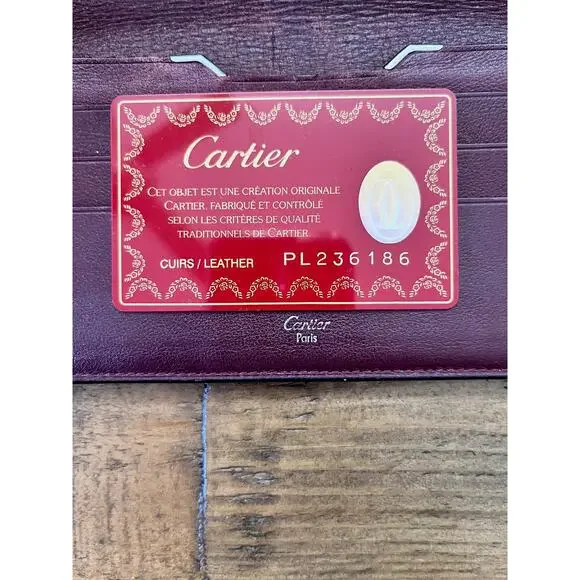 Cartier
CET OBJET EST UNE CRÉATION ORIGINALE
CARTIER, FABRIQUÉ ET CONTRÔLÉ
SELON LES CRITÈRES DE QUALITÉ
TRADITIONNELS DE CARTIER.
CUIRS / LEATHER PL236186
Cartier
Paris